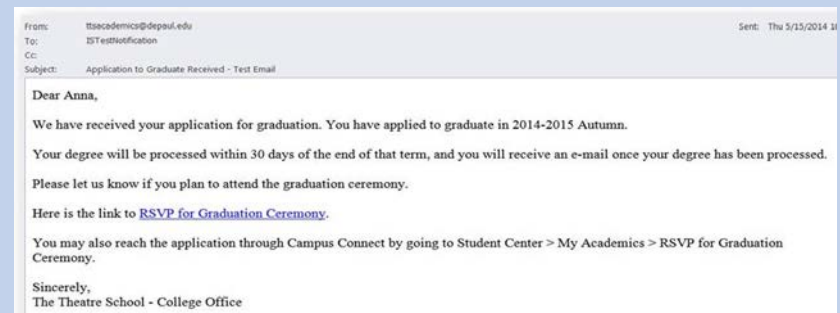 From: ttsacademics@depaul.edu Sent: Thu 5/15/2014
To: ISTestNotification
Cc:
Subject: Application to Graduate Received - Test Email
Dear Anna,
We have received your application for graduation. You have applied to graduate in 2014-2015 Autumn.
Your degree will be processed within 30 days of the end of that term, and you will receive an e-mail once your degree has been processed.
Please let us know if you plan to attend the graduation ceremony.
Here is the link to RSVP for Graduation Ceremony.
You may also reach the application through Campus Connect by going to Student Center > My Academics > RSVP for Graduation
Ceremony.
Sincerely,
The Theatre School - College Office